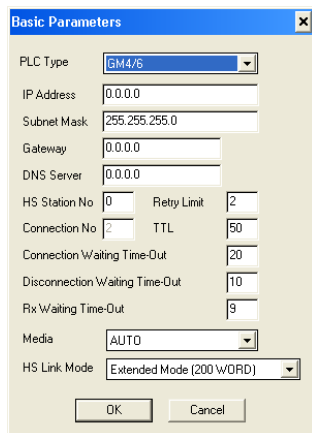 Basic Parameters
PLC Type GM4/6
IP Address 0.0.0.0
Subnet Mask 255.255.255.0
Gateway 0.0.0.0
DNS Server 0.0.0.0
HS Station No 0 Retry Limit 2
Connection No 2 TTL 50
Connection Waiting Time-Out 20
Disconnection Waiting Time-Out 10
Rx Waiting Time-Out 9
Media AUTO
HS Link Mode Extended Mode (200 WORD)
OK Cancel